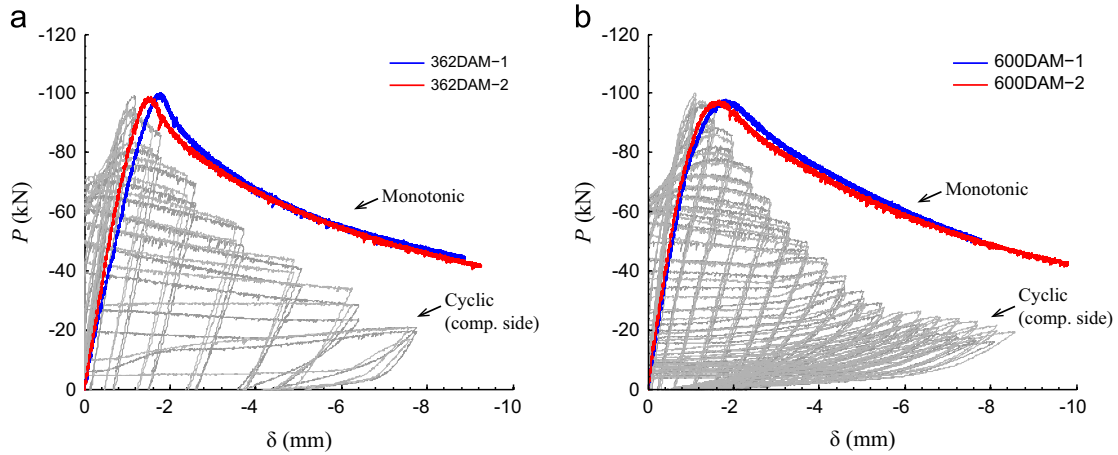 a
-120
-100
-80
-60
-40
-20
0
P (kN)
0
-2
-4
-6
-8
-10
δ (mm)
362DAM−1
362DAM−2
Monotonic
Cyclic
(comp. side)
b
-120
-100
-80
-60
-40
-20
0
P (kN)
0
-2
-4
-6
-8
-10
δ (mm)
600DAM−1
600DAM−2
Monotonic
Cyclic
(comp. side)